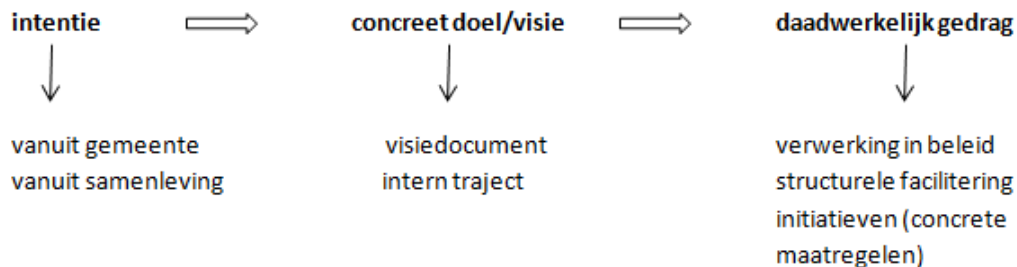 intentie concreet doel/visie daadwerkelijk gedrag
vanuit gemeente visiedocument verwerking in beleid
vanuit samenleving intern traject structurele facilitering
initiatieven (concrete
maatregelen)